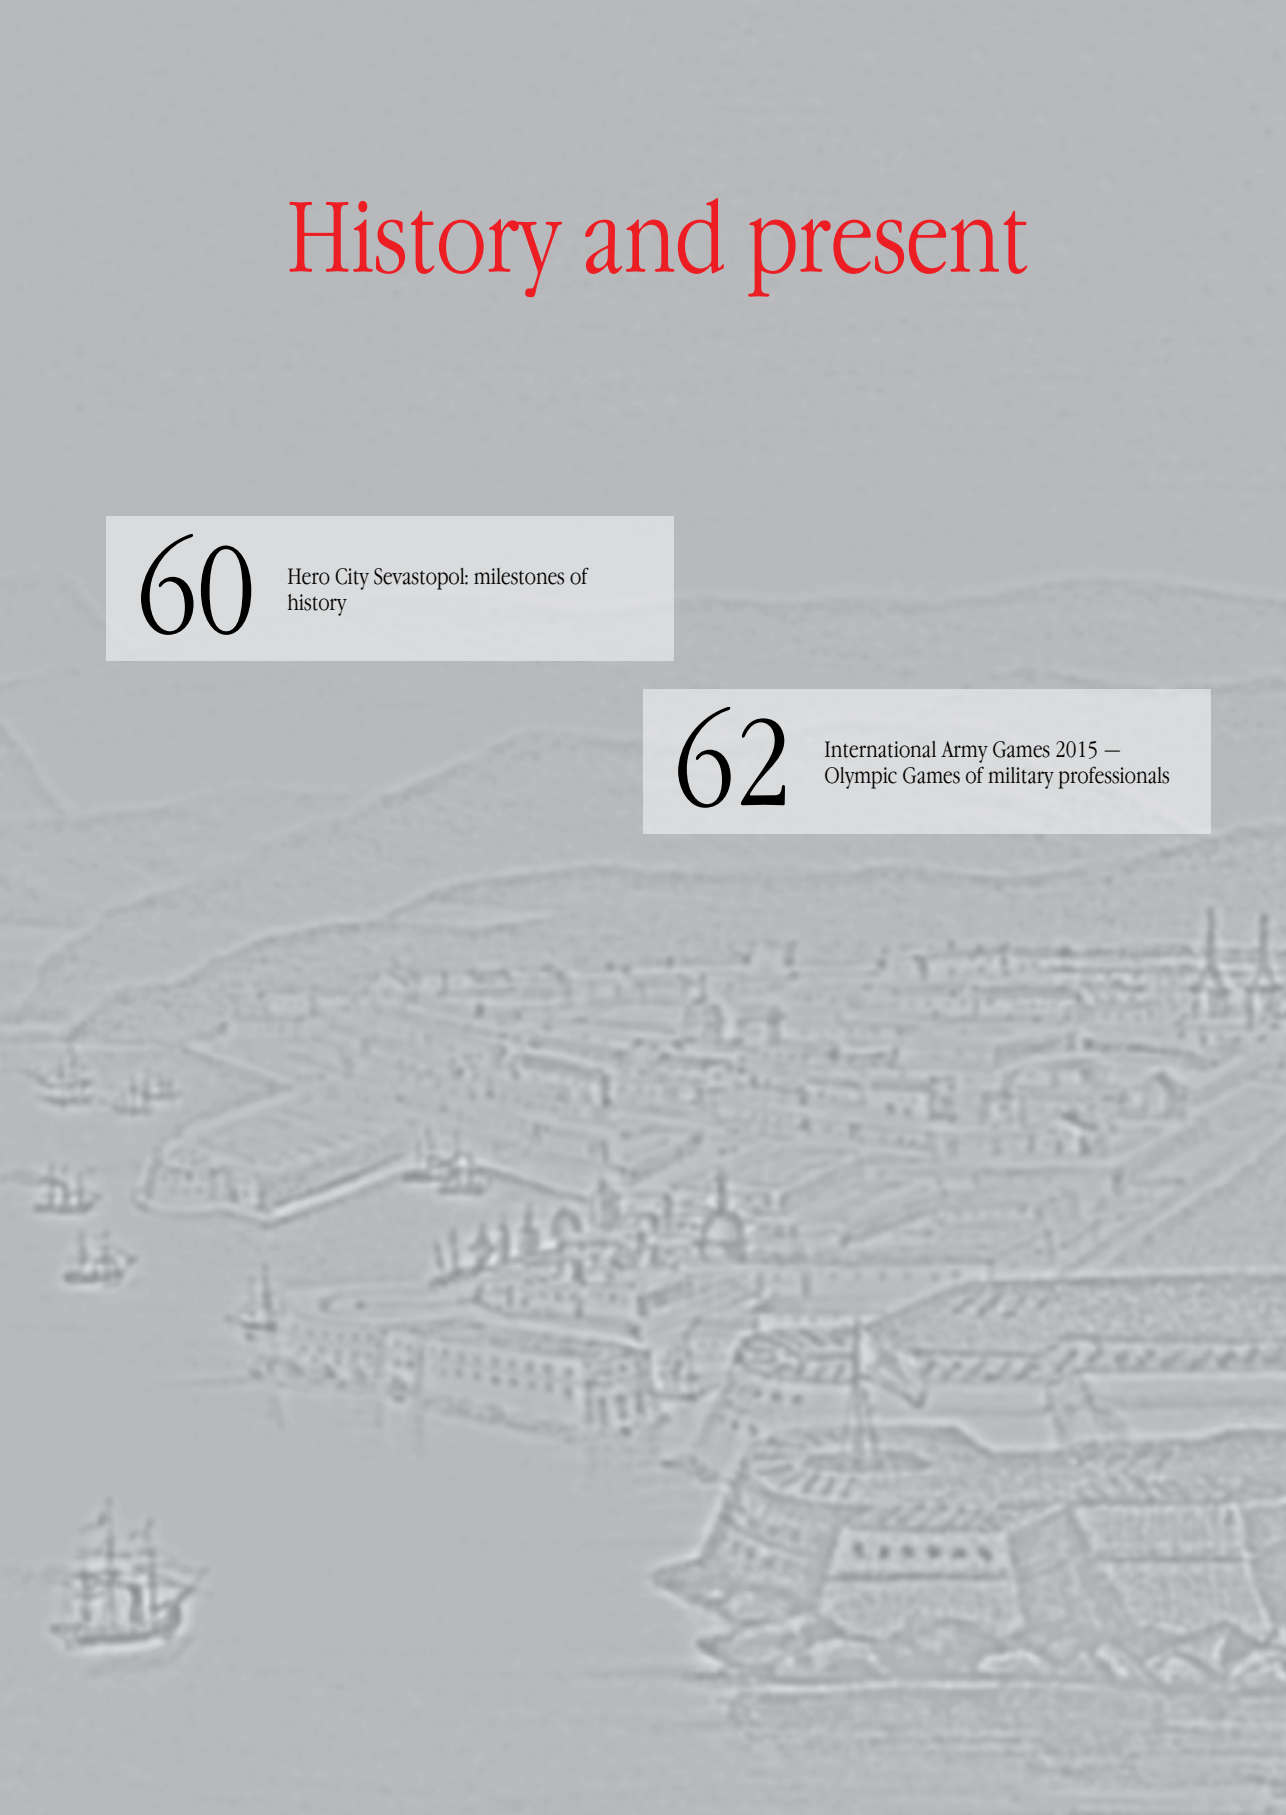 History and present
60
Hero City Sevastopol: milestones of
history
62
International Army Games 2015 —
Olympic Games of military professionals